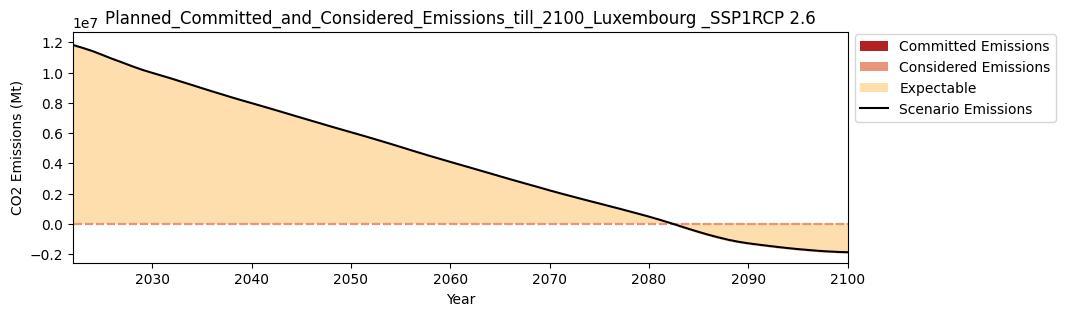 Planned_Committed_and_Considered_Emissions_till_2100_Luxembourg _SSP1RCP 2.6
1e7
1.2
1.0
0.8
0.6
0.4
0.2
0.0
−0.2
CO2 Emissions (Mt)
2030 2040 2050 2060 2070 2080 2090 2100
Year
Committed Emissions
Considered Emissions
Expectable
Scenario Emissions